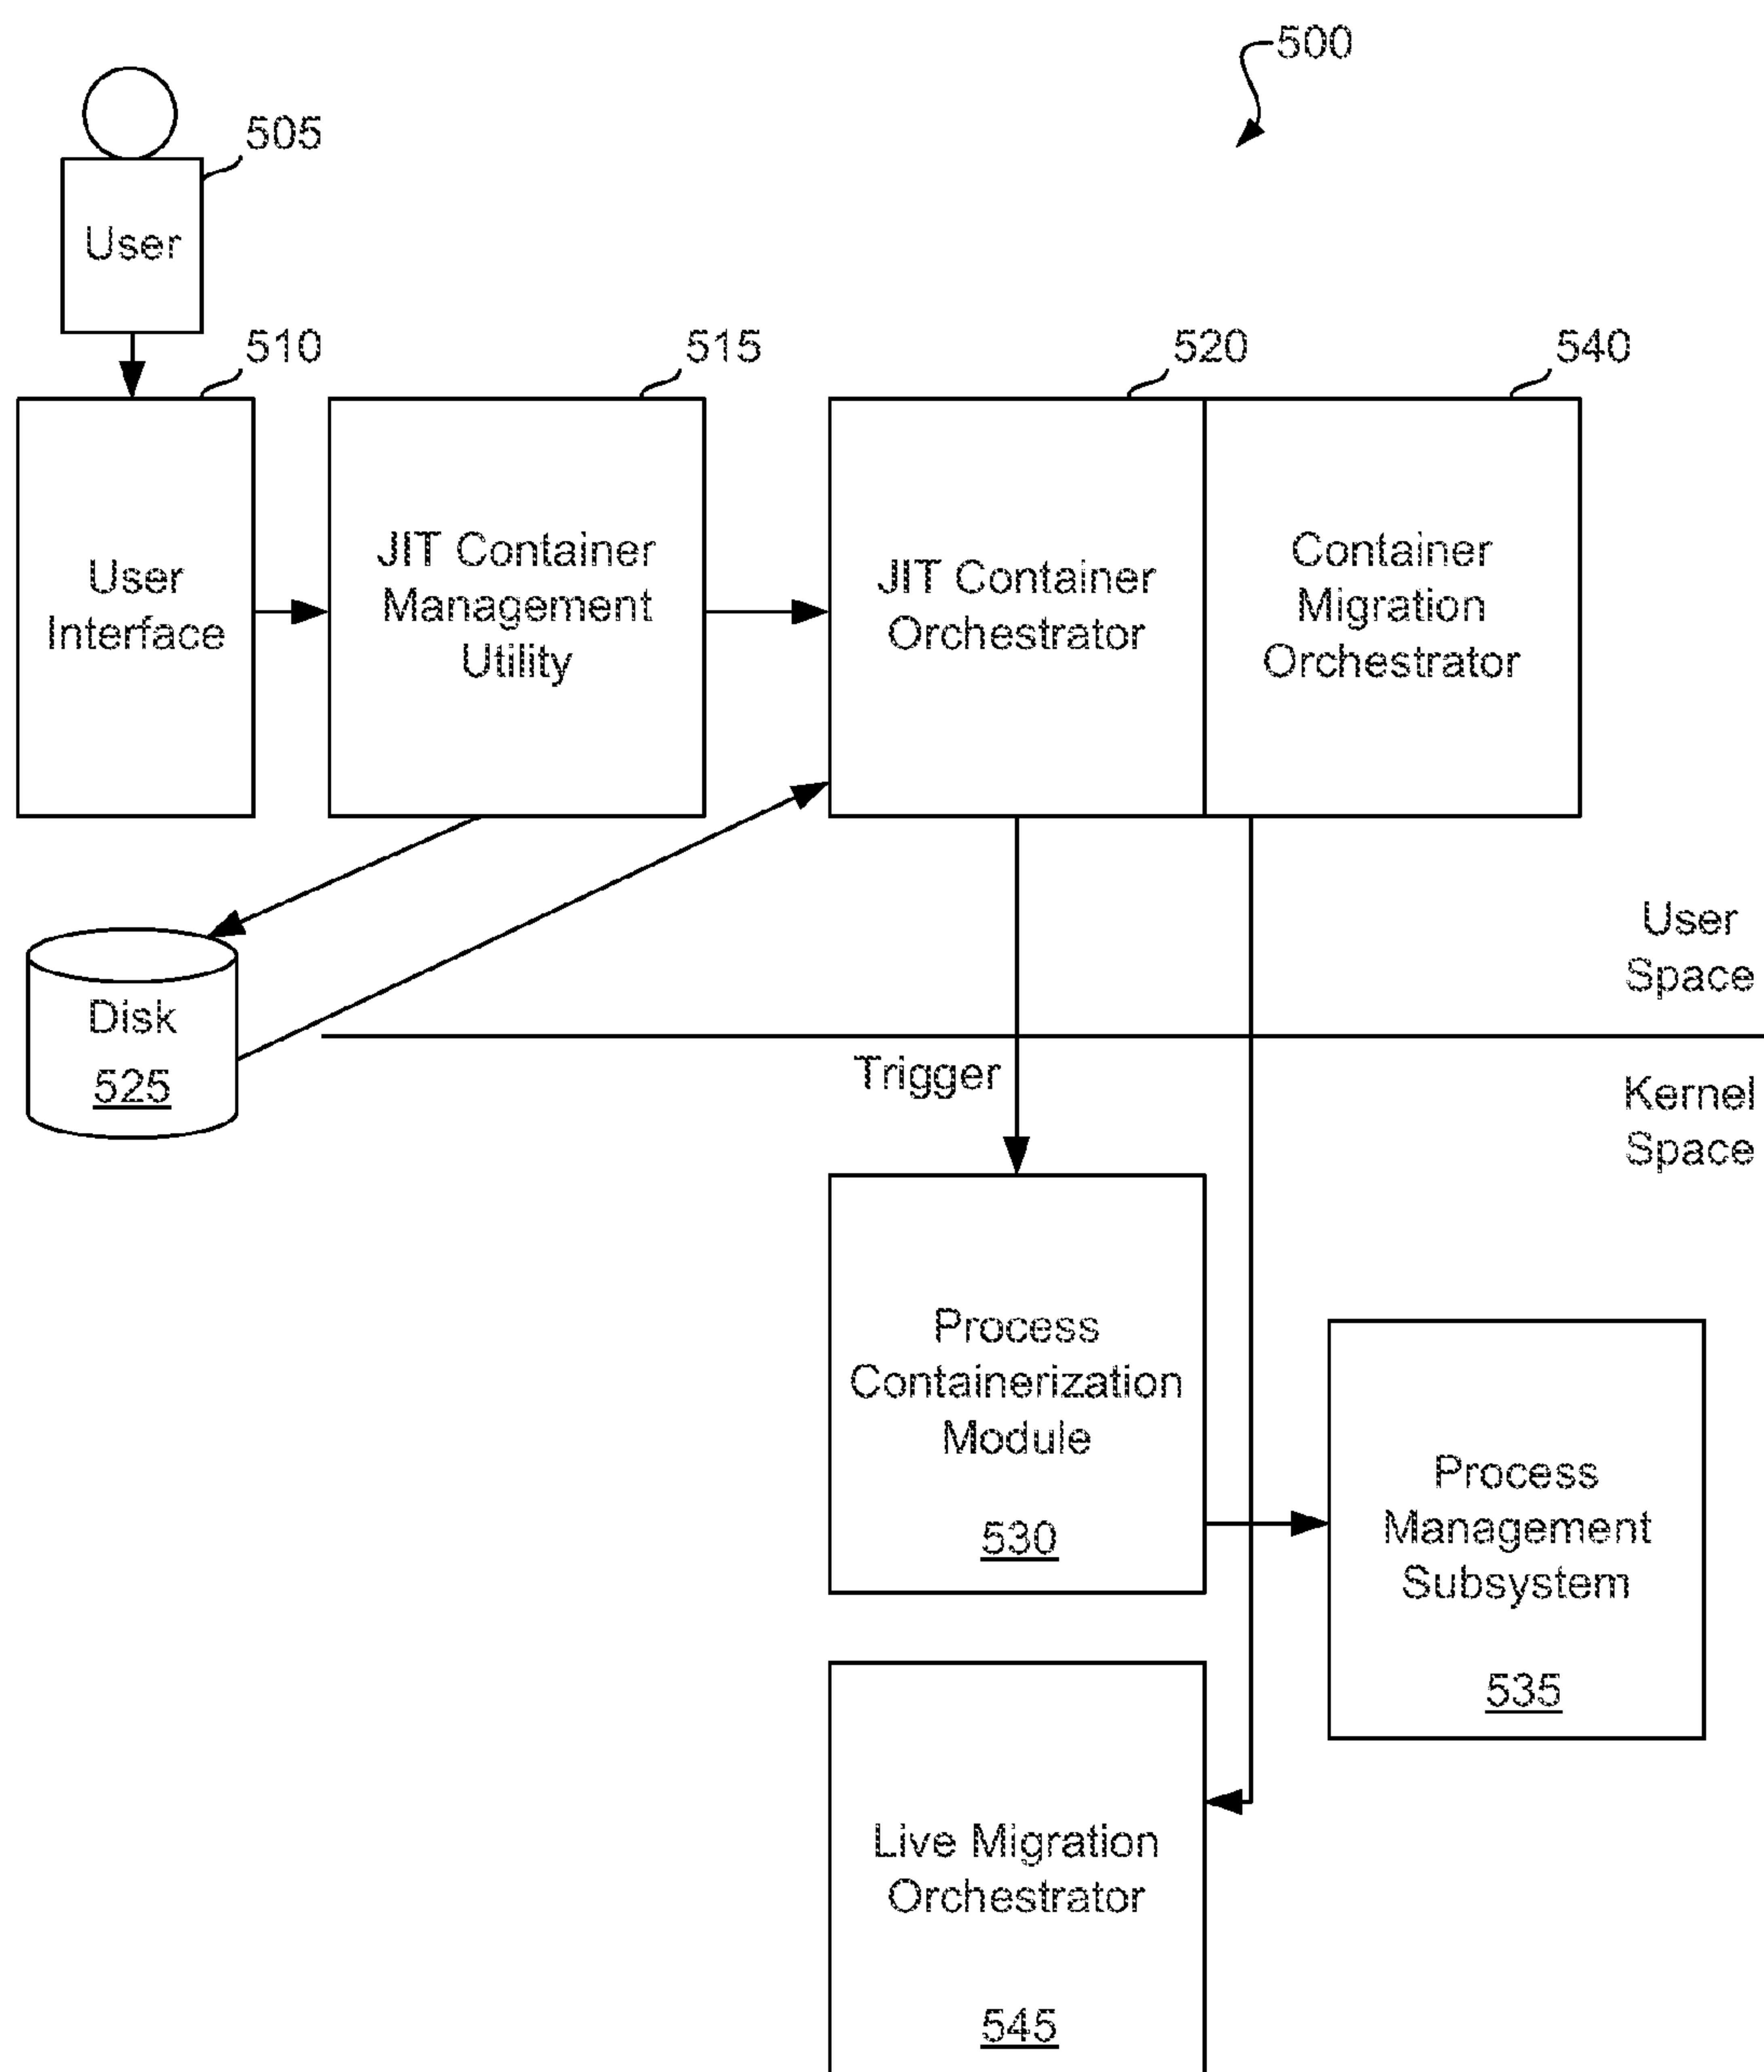 500
505
User
510
515
520
540
User
Interface
JIT Container
Management
Utility
JIT Container
Orchestrator
Container
Migration
Orchestrator
User
Space
Disk
525
Trigger
Kernel
Space
Process
Containerization
Module
530
Process
Management
Subsystem
535
Live Migration
Orchestrator
545